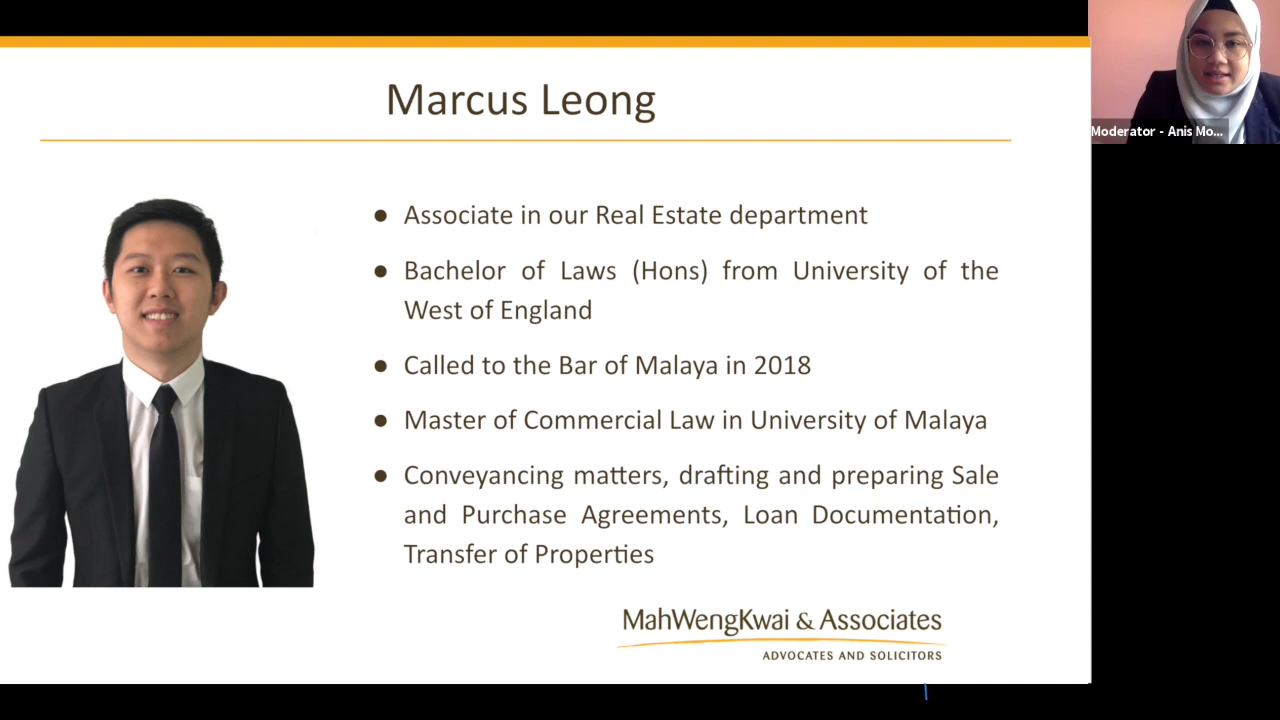 Marcus Leong
Moderator - Anis Mo...
● Associate in our Real Estate department
● Bachelor of Laws (Hons) from University of the
West of England
● Called to the Bar of Malaya in 2018
● Master of Commercial Law in University of Malaya
● Conveyancing matters, drafting and preparing Sale
and Purchase Agreements, Loan Documentation,
Transfer of Properties
MahWengKwai & Associates
ADVOCATES AND SOLICITORS